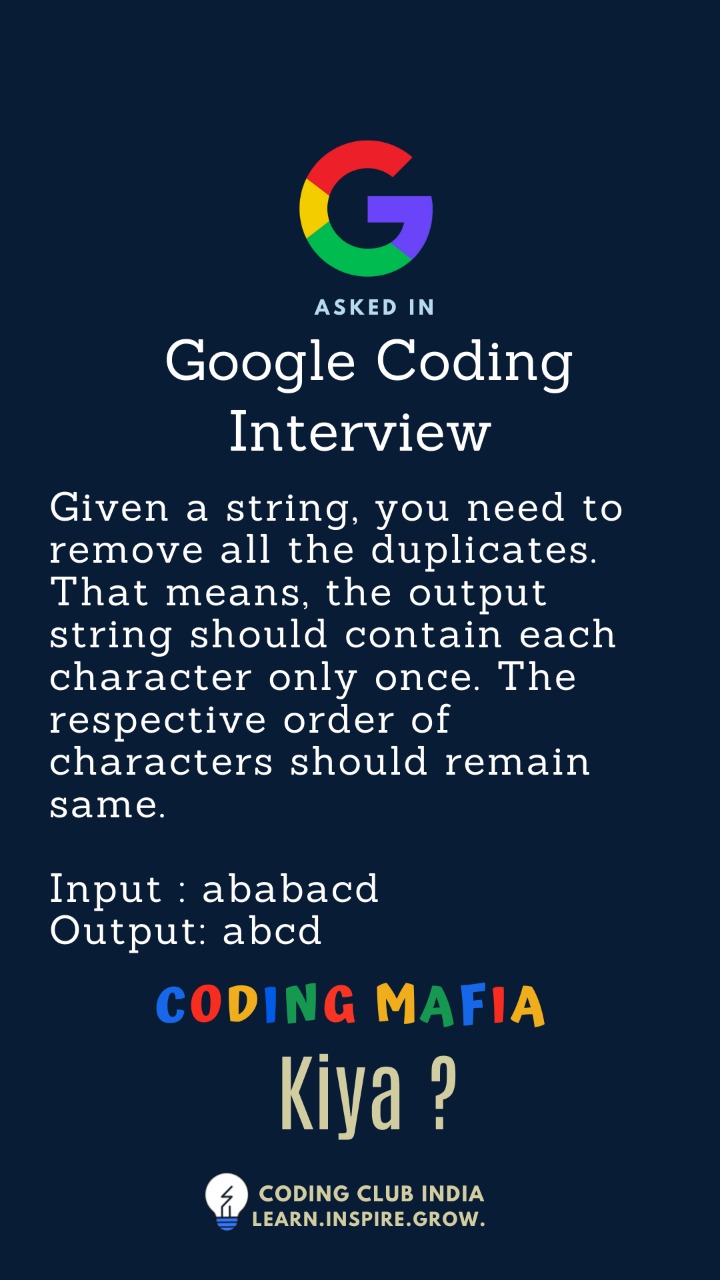 ASKED IN
Google Coding
Interview
Given a string, you need to
remove all the duplicates.
That means, the output
string should contain each
character only once. The
respective order of
characters should remain
same.
Input : ababacd
Output: abcd
CODING MAFIA
Kiya ?
CODING CLUB INDIA
LEARN.INSPIRE.GROW.